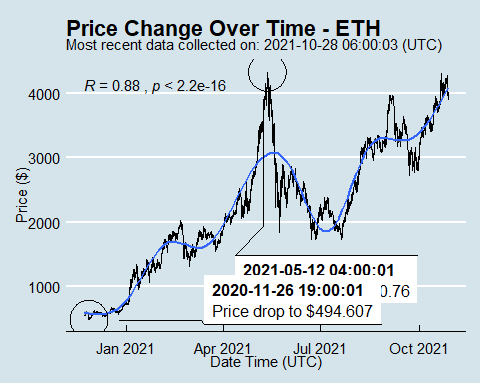 Price Change Over Time - ETH
Most recent data collected on: 2021-10-28 06:00:03 (UTC)
R = 0.88 , p < 2.2e-16
4000
3000
2000
1000
Price ($)
2021-05-12 04:00:01
0.76
2020-11-26 19:00:01
Price drop to $494.607
Jan 2021
Apr 2021
Jul 2021
Oct 2021
Date Time (UTC)